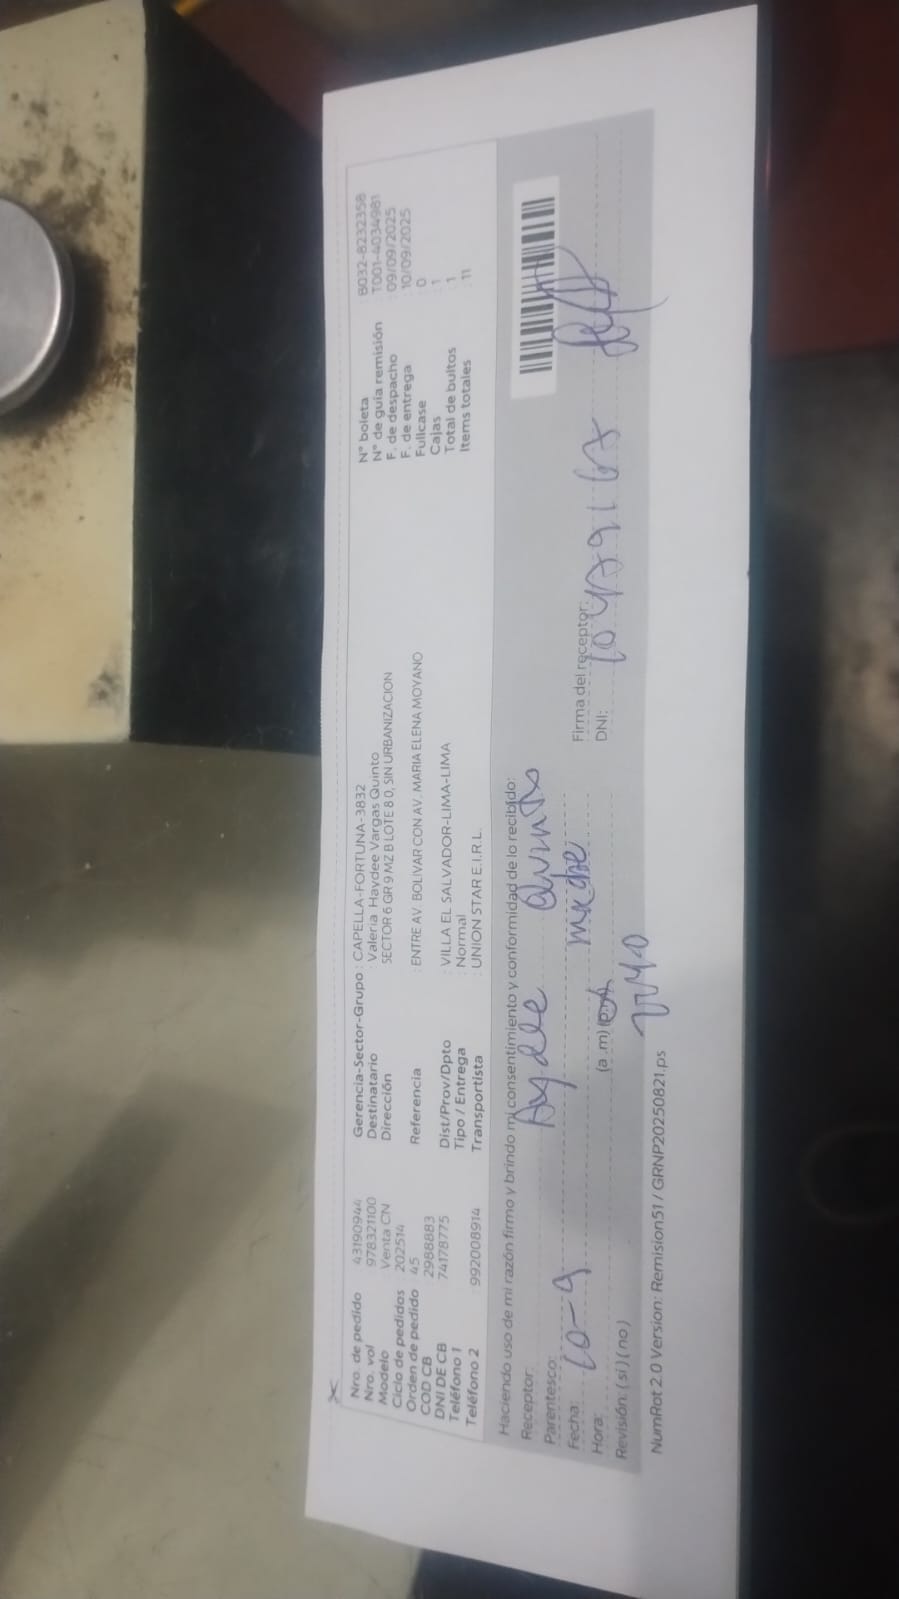 Nro. de pedido 43190944
Nro. vol 978321100
Modelo : Venta CN
Ciclo de pedidos 202514
Orden de pedido 45
COD CB 2988883
DNI DE CB 74178775
Teléfono 1
Teléfono 2 : 992008914
Gerencia-Sector-Grupo : CAPELLA-FORTUNA-3832
Destinatario Valeria Haydee Vargas Quinto
Dirección SECTOR 6 GR 9 MZ B LOTE 8 0, SIN URBANIZACION
Referencia : ENTRE AV. BOLIVAR CON AV. MARIA ELENA MOYANO
Dist/Prov/Dpto : VILLA EL SALVADOR-LIMA-LIMA
Tipo / Entrega : Normal
Transportista : UNION STAR E.I.R.L.
N° boleta B032-8232358
N° de guía remisión T001-4034981
F. de despacho : 09/09/2025
F. de entrega 10/09/2025
Fullcase 0
Cajas : 1
Total de bultos : 1
Items totales : 11
Haciendo uso de mi razón firmo y brindo mi consentimiento y conformidad de lo recibido:
Receptor: Aydee Quinto
Parentesco: madre
Fecha: 10-9
Hora: (a.m)
Revisión: ( si ) ( no )
Firma del receptor:
DNI:
NumRot 2.0 Version: Remision51 / GRNP20250821.ps